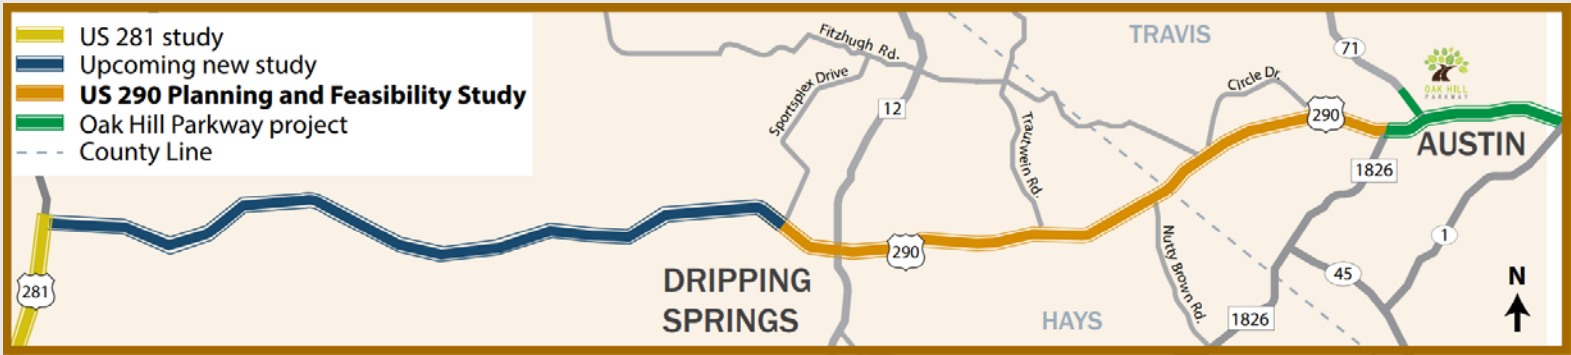 US 281 study
Upcoming new study
US 290 Planning and Feasibility Study
Oak Hill Parkway project
County Line
Fitzhugh Rd.
TRAVIS
71
Sportsplex Drive
12
Circle Dr.
290
OAK HILL
PARKWAY
AUSTIN
Trautwein Rd.
1826
290
281
DRIPPING
SPRINGS
HAYS
Nutty Brown Rd.
1826
45
1
N